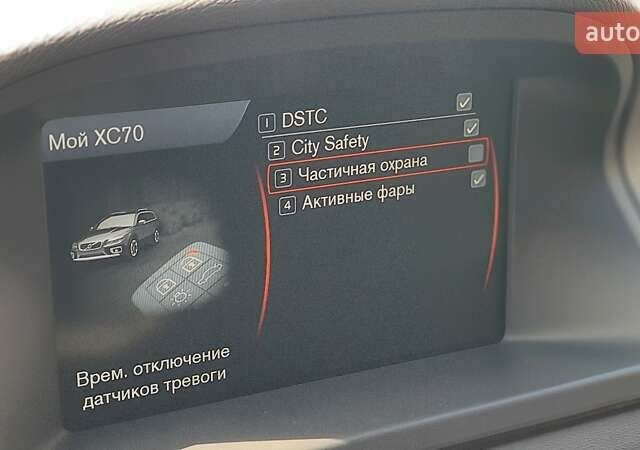 auto
Мой XC70
1 DSTC
2 City Safety
3 Частичная охрана
4 Активные фары
Врем. отключение
датчиков тревоги